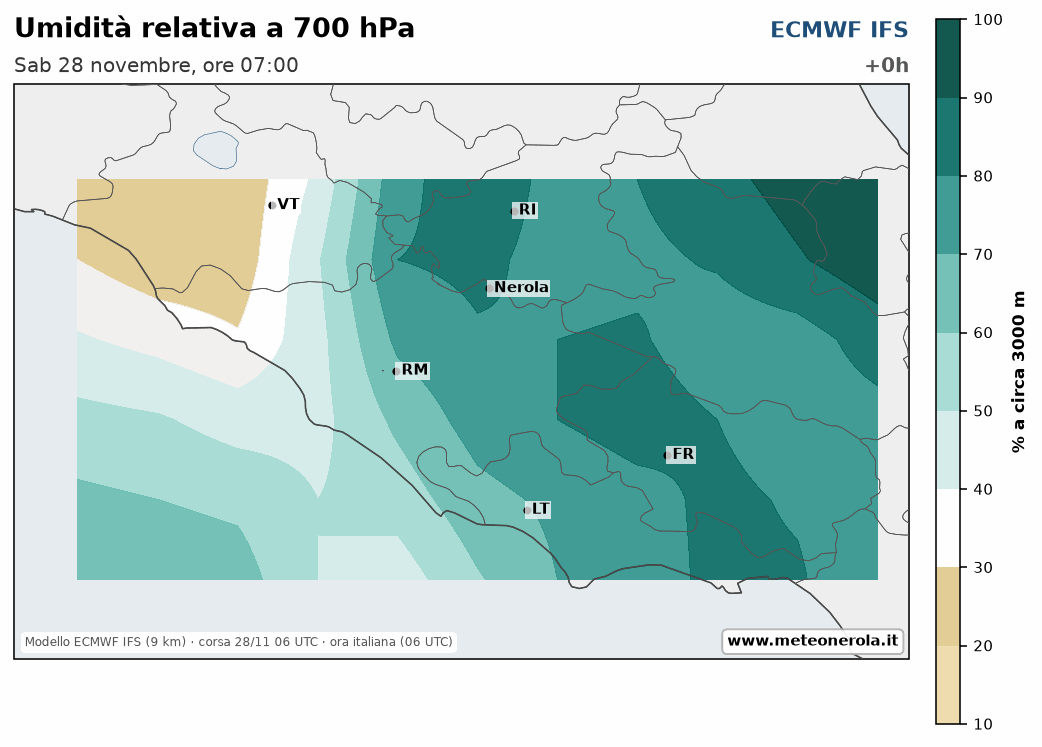 Umidità relativa a 700 hPa
ECMWF IFS
Sab 28 novembre, ore 07:00
+0h
VT
RI
Nerola
RM
FR
LT
Modello ECMWF IFS (9 km) · corsa 28/11 06 UTC · ora italiana (06 UTC)
www.meteonerola.it
100
90
80
70
60
50
40
30
20
10
% a circa 3000 m